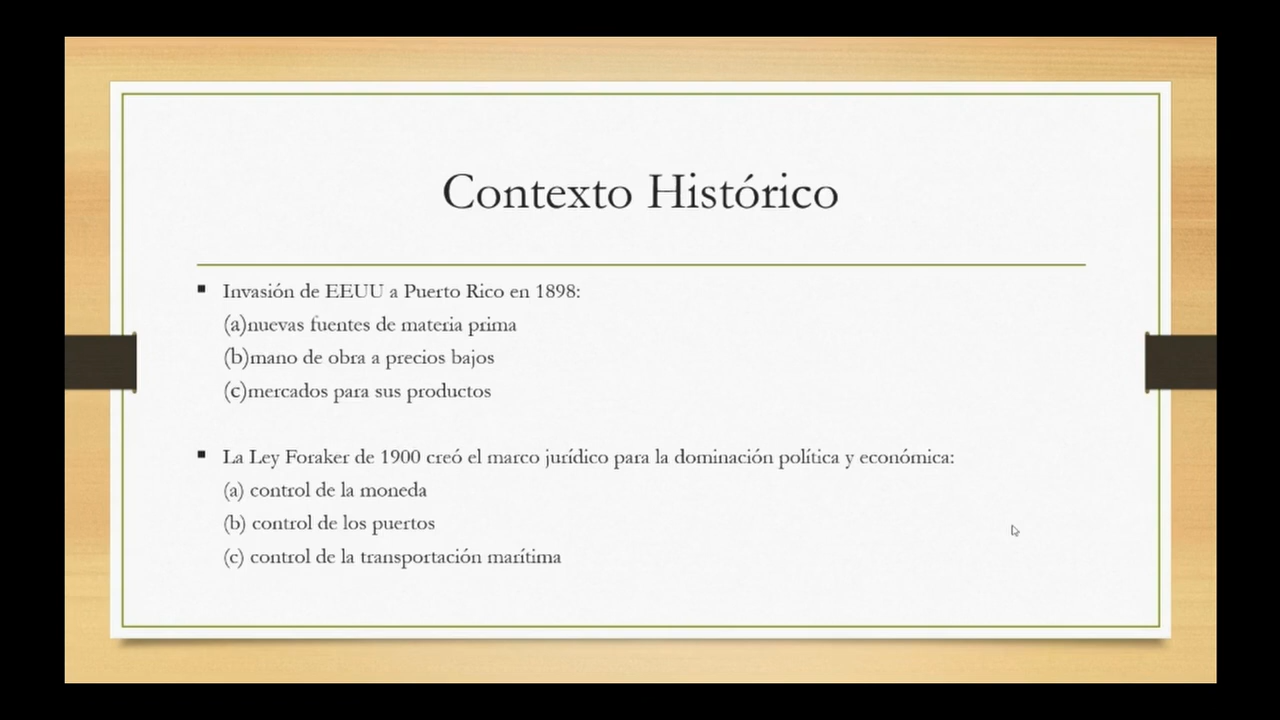 Contexto Histórico
▪ Invasión de EEUU a Puerto Rico en 1898:
(a)nuevas fuentes de materia prima
(b)mano de obra a precios bajos
(c)mercados para sus productos
▪ La Ley Foraker de 1900 creó el marco jurídico para la dominación política y económica:
(a) control de la moneda
(b) control de los puertos
(c) control de la transportación marítima